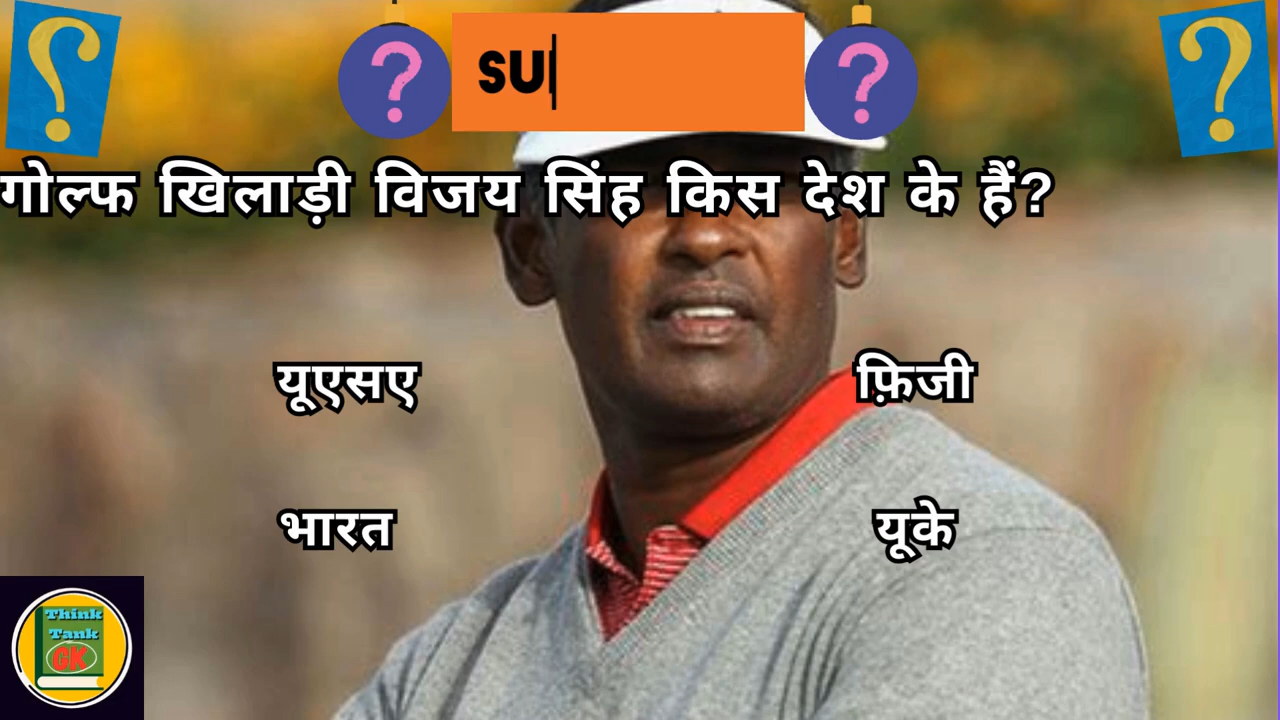 SU
गोल्फ खिलाड़ी विजय सिंह किस देश के हैं?
यूएसए
फ़िजी
भारत
यूके
Think
Tank
GK